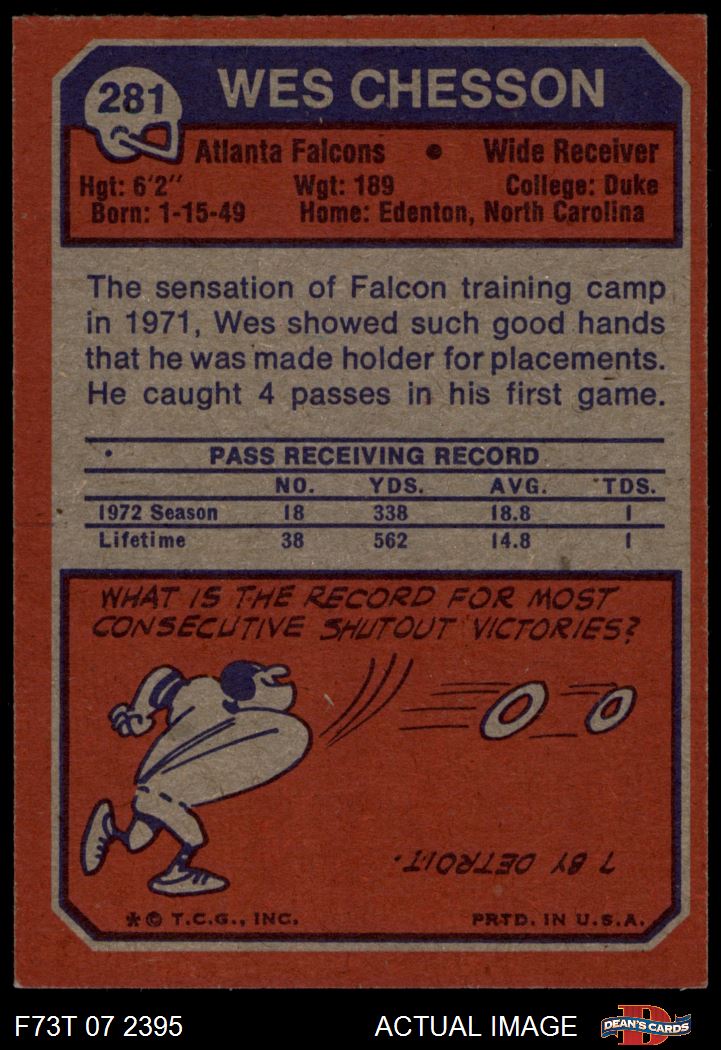 281 WES CHESSON
Atlanta Falcons • Wide Receiver
Hgt: 6'2" Wgt: 189 College: Duke
Born: 1-15-49 Home: Edenton, North Carolina
The sensation of Falcon training camp
in 1971, Wes showed such good hands
that he was made holder for placements.
He caught 4 passes in his first game.
PASS RECEIVING RECORD
NO. YDS. AVG. TDS.
1972 Season 18 338 18.8 1
Lifetime 38 562 14.8 1
WHAT IS THE RECORD FOR MOST
CONSECUTIVE SHUTOUT VICTORIES?
7 BY DETROIT.
* © T.C.G., INC. PRTD. IN U.S.A.
F73T 07 2395 ACTUAL IMAGE D DEAN'S CARDS